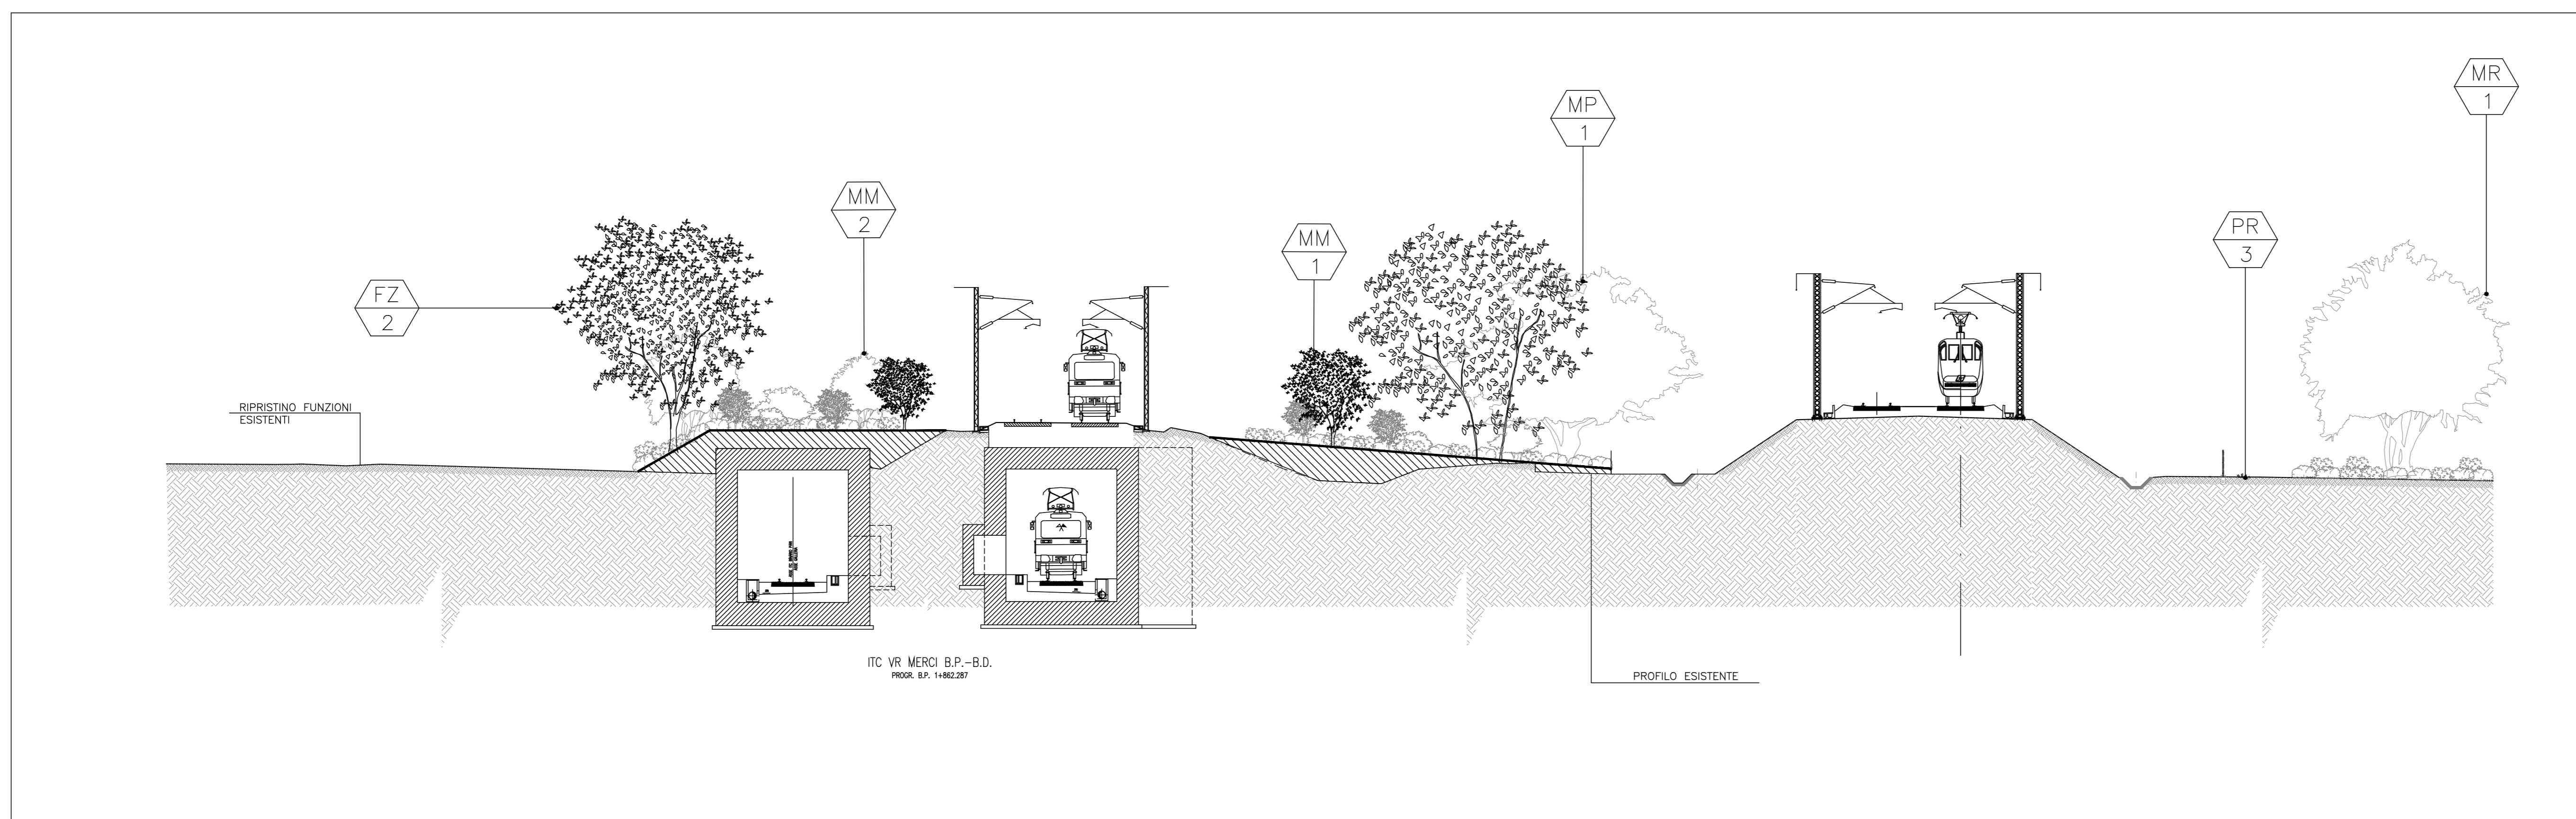 MR
1
MP
1
MM
2
PR
3
MM
1
FZ
2
RIPRISTINO FUNZIONI
ESISTENTI
ITC VR MERCI B.P.-B.D.
PROGR. B.P. 1+862.287
PROFILO ESISTENTE